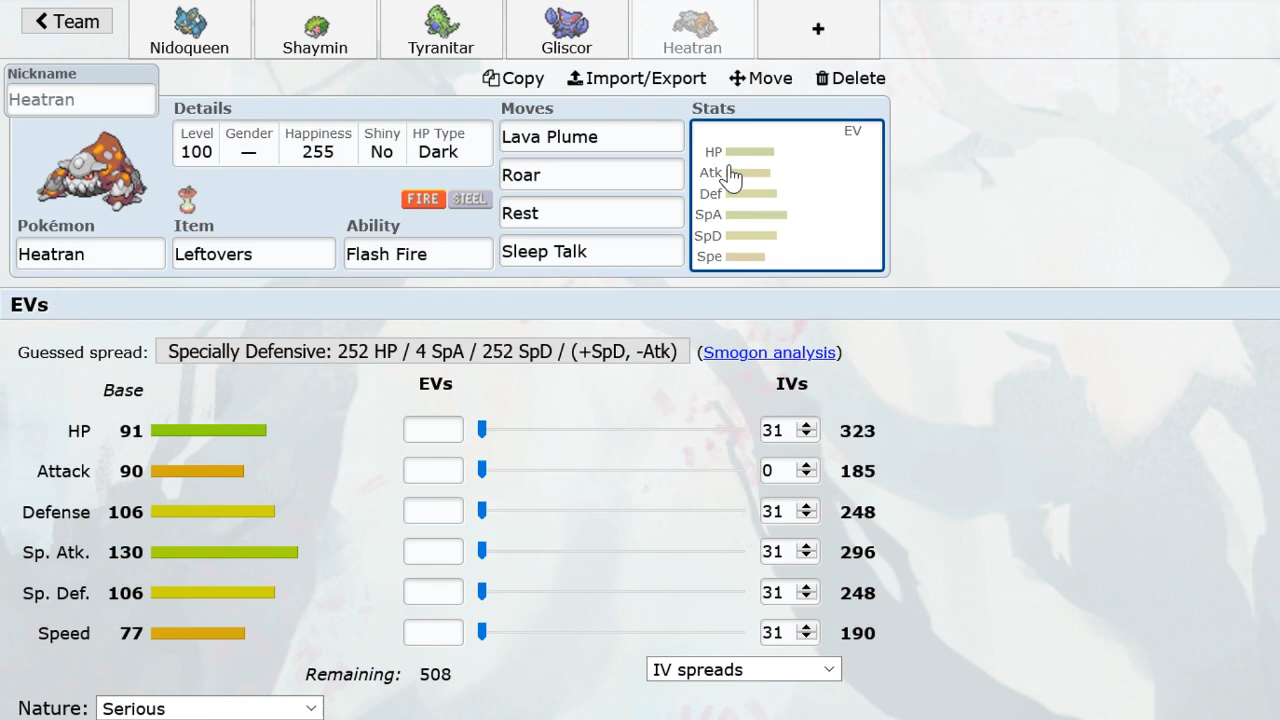 Team
Nidoqueen Shaymin Tyranitar Gliscor Heatran +
Nickname
Heatran
Copy Import/Export Move Delete
Details Moves Stats
Level Gender Happiness Shiny HP Type
100 — 255 No Dark
FIRE STEEL
Pokémon Item Ability
Heatran Leftovers Flash Fire
Lava Plume
Roar
Rest
Sleep Talk
EV
HP
Atk
Def
SpA
SpD
Spe
EVs
Guessed spread: Specially Defensive: 252 HP / 4 SpA / 252 SpD / (+SpD, -Atk) (Smogon analysis)
Base EVs IVs
HP 91 31 323
Attack 90 0 185
Defense 106 31 248
Sp. Atk. 130 31 296
Sp. Def. 106 31 248
Speed 77 31 190
Remaining: 508 IV spreads
Nature: Serious